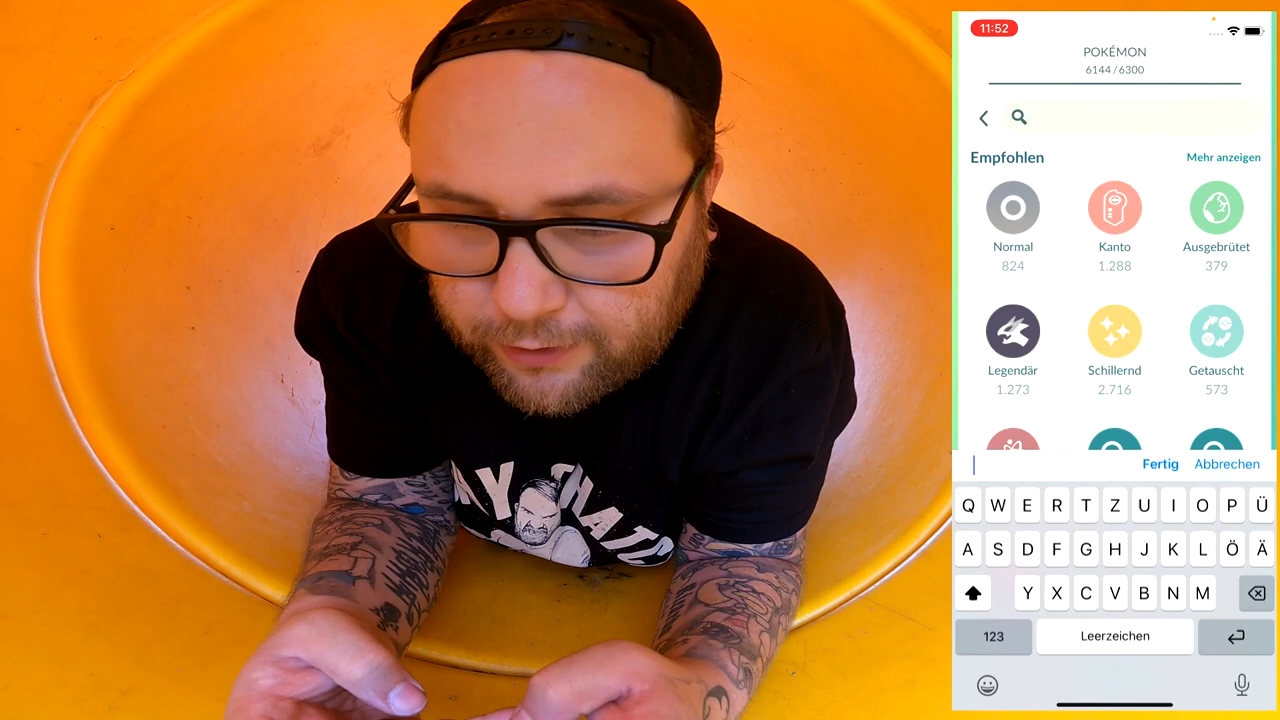 MY
11:52
POKÉMON
6144 / 6300
Empfohlen
Mehr anzeigen
Normal
Kanto
Ausgebrütet
824
1.288
379
Legendär
Schillernd
Getauscht
1.273
2.716
573
Fertig
Abbrechen
Q W E R T Z U I O P Ü
A S D F G H J K L Ö Ä
Y X C V B N M
123
Leerzeichen